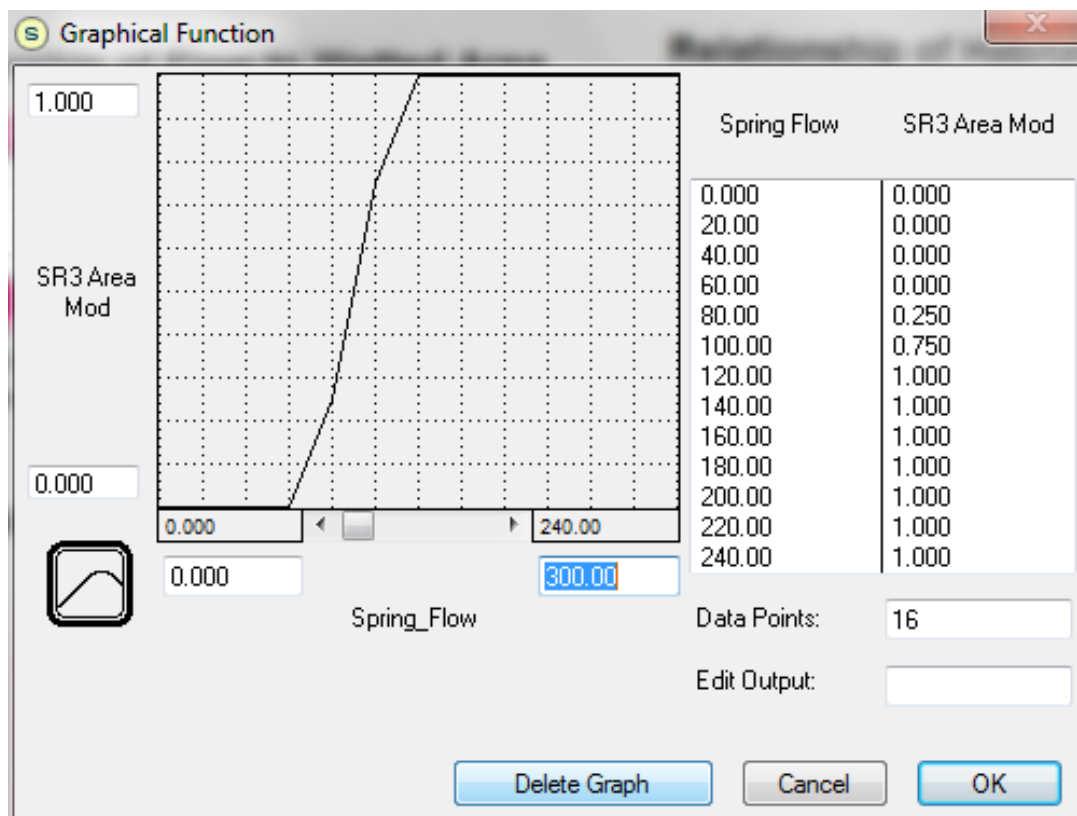 S Graphical Function
1.000
SR3 Area
Mod
0.000
0.000 240.00
0.000 300.00
Spring_Flow
Spring Flow SR3 Area Mod
0.000 0.000
20.00 0.000
40.00 0.000
60.00 0.000
80.00 0.250
100.00 0.750
120.00 1.000
140.00 1.000
160.00 1.000
180.00 1.000
200.00 1.000
220.00 1.000
240.00 1.000
Data Points: 16
Edit Output:
Delete Graph Cancel OK